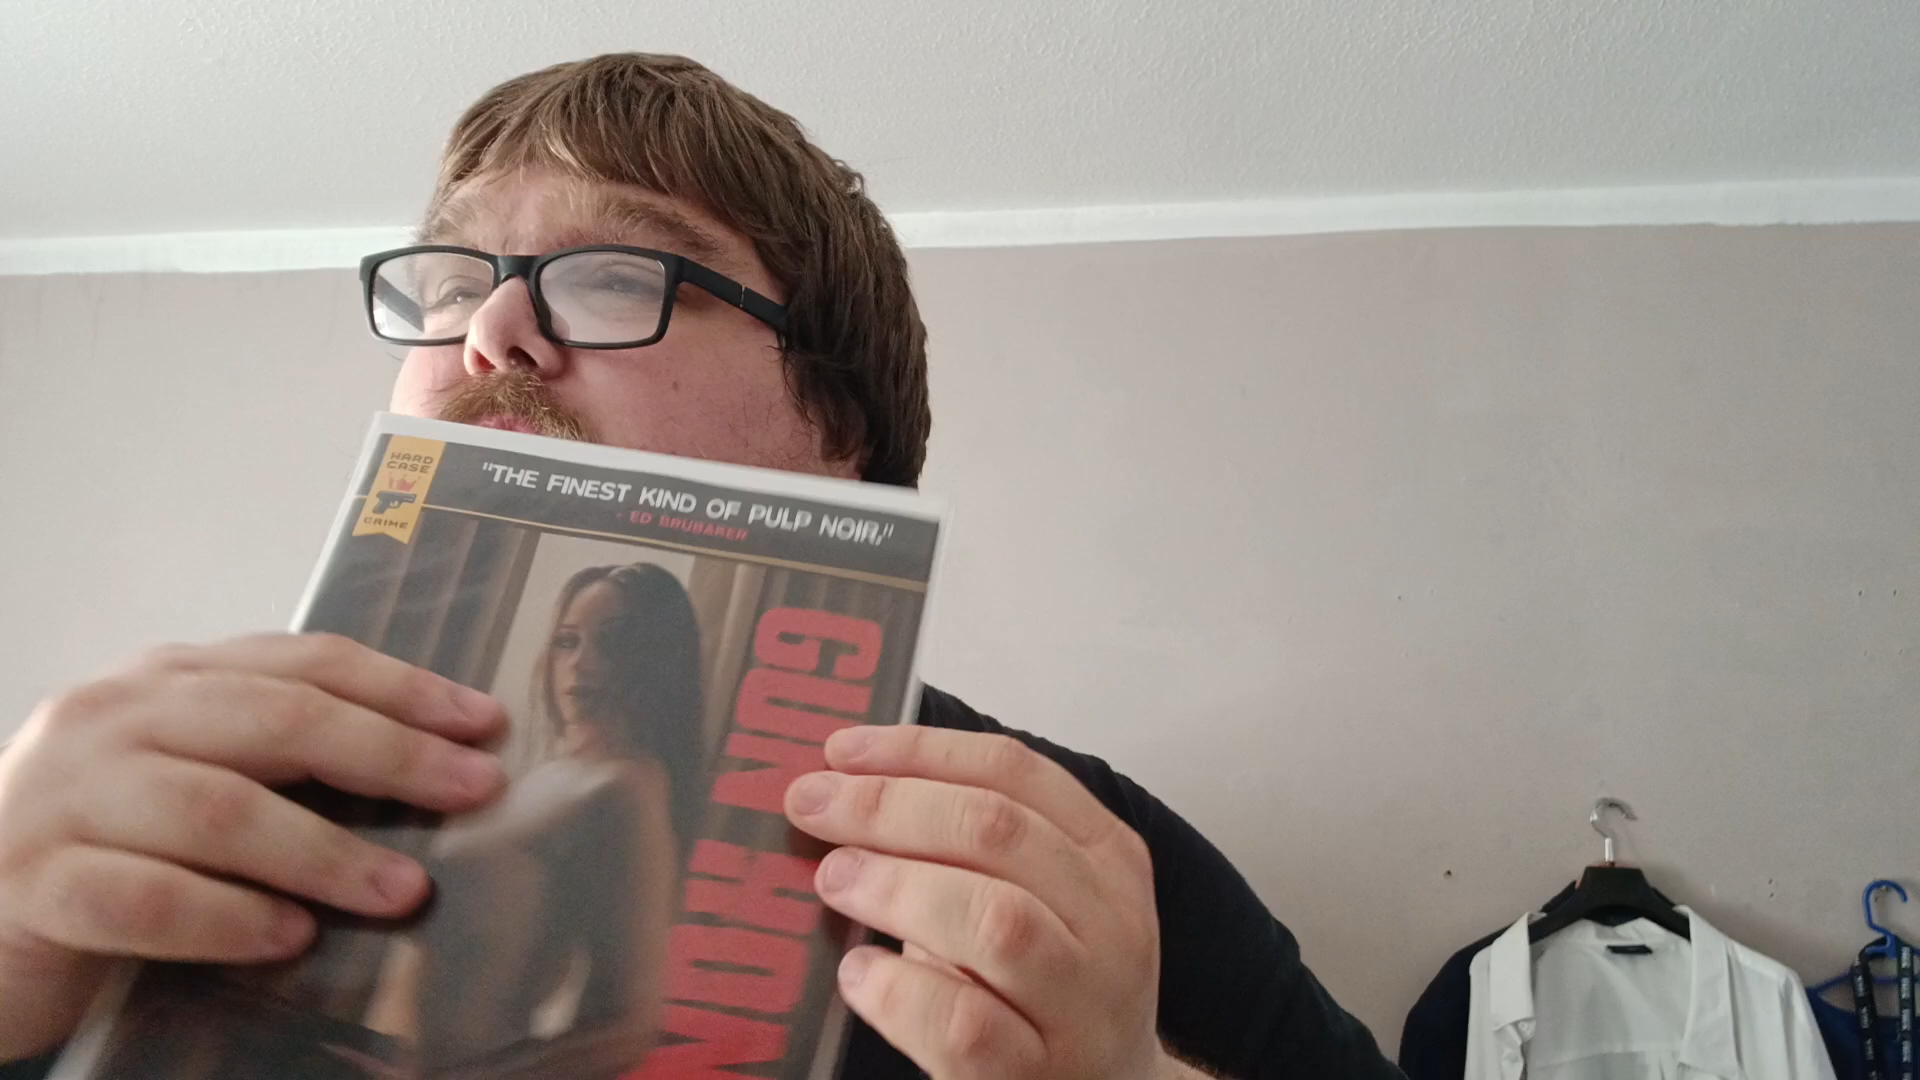 HARD
CASE
CRIME
"THE FINEST KIND OF PULP NOIR,"
- ED BRUBAKER
GUN
HON